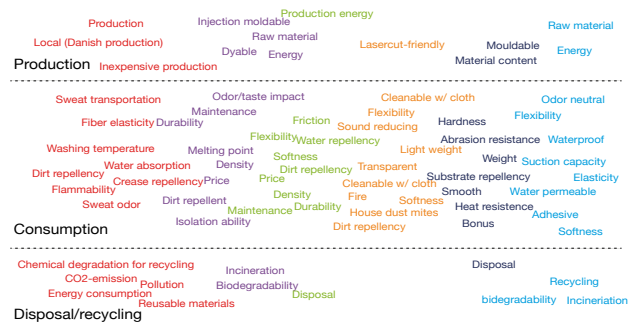 Production energy
Production
Injection moldable
Raw material
Raw material
Local (Danish production)
Dyable
Energy
Lasercut-friendly
Mouldable
Energy
Production
Inexpensive production
Material content
Sweat transportation
Odor/taste impact
Cleanable w/ cloth
Odor neutral
Maintenance
Flexibility
Flexibility
Fiber elasticity
Durability
Friction
Sound reducing
Hardness
Flexibility
Water repellency
Abrasion resistance
Waterproof
Washing temperature
Melting point
Softness
Light weight
Weight
Suction capacity
Water absorption
Density
Dirt repellency
Transparent
Dirt repellency
Crease repellency
Price
Price
Cleanable w/ cloth
Substrate repellency
Elasticity
Flammability
Density
Fire
Smooth
Water permeable
Sweat odor
Dirt repellent
Durability
Softness
Heat resistence
Maintenance
House dust mites
Adhesive
Consumption
Isolation ability
Dirt repellency
Bonus
Softness
Chemical degradation for recycling
Incineration
Disposal
CO2-emission
Pollution
Biodegradability
Recycling
Energy consumption
Disposal
Reusable materials
bidegradability
Incineriation
Disposal/recycling